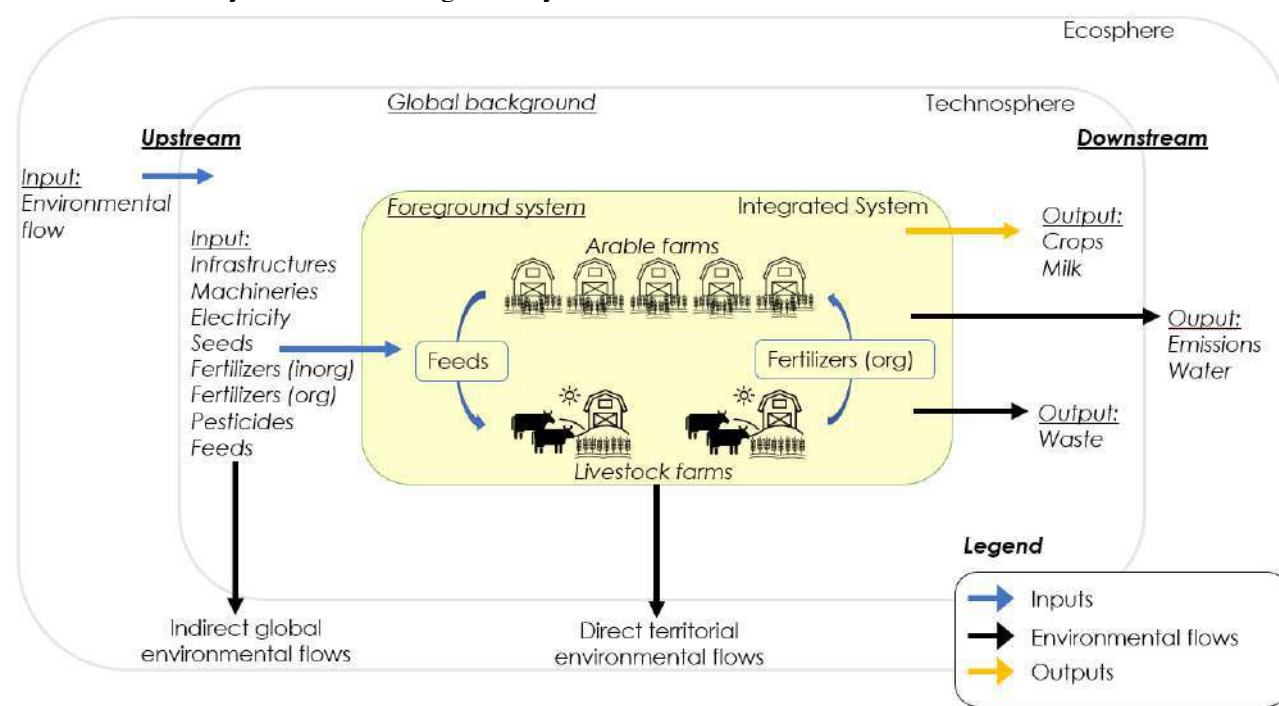 Ecosphere
Global background
Technosphere
Upstream
Downstream
Input:
Environmental
flow
Foreground system
Integrated System
Output:
Crops
Milk
Input:
Infrastructures
Machineries
Electricity
Seeds
Fertilizers (inorg)
Fertilizers (org)
Pesticides
Feeds
Arable farms
Feeds
Fertilizers (org)
Livestock farms
Ouput:
Emissions
Water
Output:
Waste
Indirect global
environmental flows
Direct territorial
environmental flows
Legend
Inputs
Environmental flows
Outputs